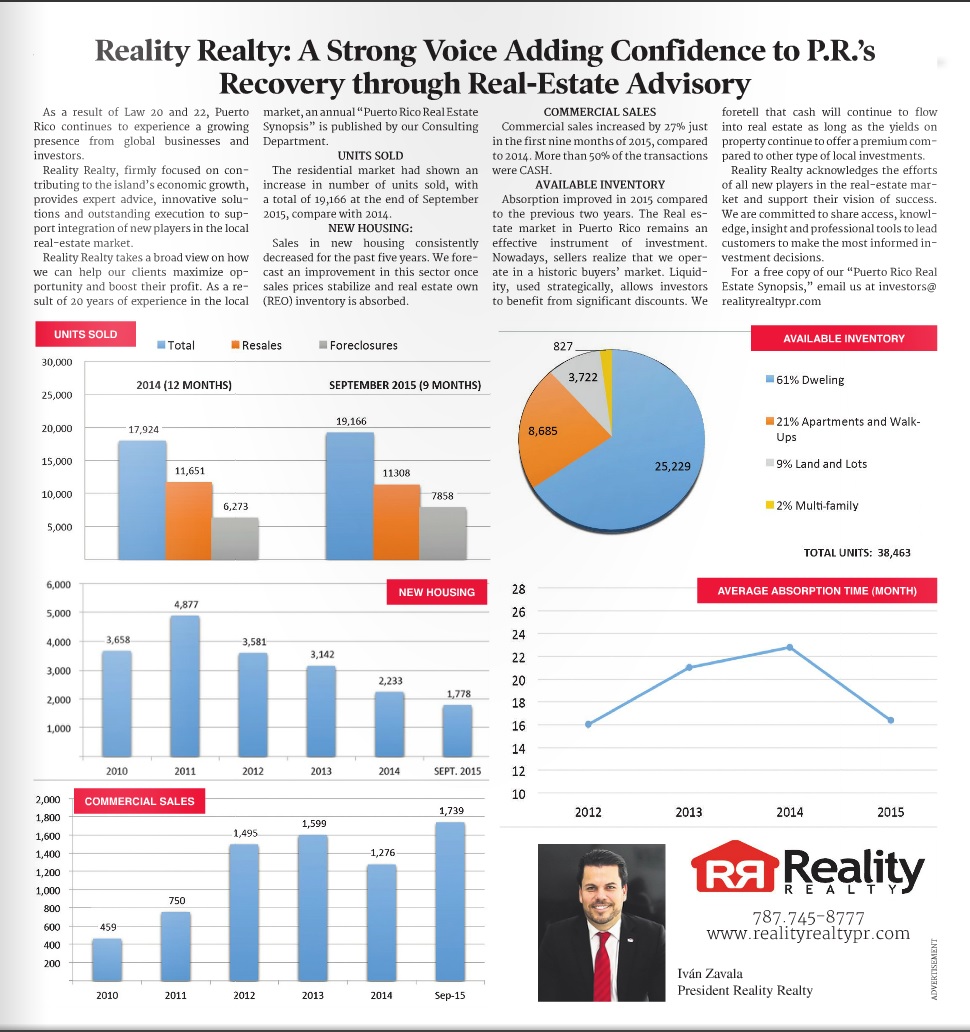 Reality Realty: A Strong Voice Adding Confidence to P.R.’s
Recovery through Real-Estate Advisory
As a result of Law 20 and 22, Puerto
Rico continues to experience a growing
presence from global businesses and
investors.
Reality Realty, firmly focused on con-
tributing to the island’s economic growth,
provides expert advice, innovative solu-
tions and outstanding execution to sup-
port integration of new players in the local
real-estate market.
Reality Realty takes a broad view on how
we can help our clients maximize op-
portunity and boost their profit. As a re-
sult of 20 years of experience in the local
market, an annual “Puerto Rico Real Estate
Synopsis” is published by our Consulting
Department.
UNITS SOLD
The residential market had shown an
increase in number of units sold, with
a total of 19,166 at the end of September
2015, compare with 2014.
NEW HOUSING:
Sales in new housing consistently
decreased for the past five years. We fore-
cast an improvement in this sector once
sales prices stabilize and real estate own
(REO) inventory is absorbed.
COMMERCIAL SALES
Commercial sales increased by 27% just
in the first nine months of 2015, compared
to 2014. More than 50% of the transactions
were CASH.
AVAILABLE INVENTORY
Absorption improved in 2015 compared
to the previous two years. The Real es-
tate market in Puerto Rico remains an
effective instrument of investment.
Nowadays, sellers realize that we oper-
ate in a historic buyers’ market. Liquid-
ity, used strategically, allows investors
to benefit from significant discounts. We
foretell that cash will continue to flow
into real estate as long as the yields on
property continue to offer a premium com-
pared to other type of local investments.
Reality Realty acknowledges the efforts
of all new players in the real-estate mar-
ket and support their vision of success.
We are committed to share access, knowl-
edge, insight and professional tools to lead
customers to make the most informed in-
vestment decisions.
For a free copy of our “Puerto Rico Real
Estate Synopsis,” email us at investors@
realityrealtypr.com
UNITS SOLD
Total Resales Foreclosures
30,000
25,000
20,000
15,000
10,000
5,000
2014 (12 MONTHS) SEPTEMBER 2015 (9 MONTHS)
17,924
11,651
6,273
19,166
11308
7858
AVAILABLE INVENTORY
827
3,722
8,685
25,229
61% Dweling
21% Apartments and Walk-
Ups
9% Land and Lots
2% Multi-family
TOTAL UNITS: 38,463
NEW HOUSING
6,000
5,000
4,000
3,000
2,000
1,000
3,658
4,877
3,581
3,142
2,233
1,778
2010 2011 2012 2013 2014 SEPT. 2015
AVERAGE ABSORPTION TIME (MONTH)
28
26
24
22
20
18
16
14
12
10
2012 2013 2014 2015
COMMERCIAL SALES
2,000
1,800
1,600
1,400
1,200
1,000
800
600
400
200
459
750
1,495
1,599
1,276
1,739
2010 2011 2012 2013 2014 Sep-15
RR Reality
REALTY
787.745-8777
www.realityrealtypr.com
Iván Zavala
President Reality Realty
ADVERTISEMENT